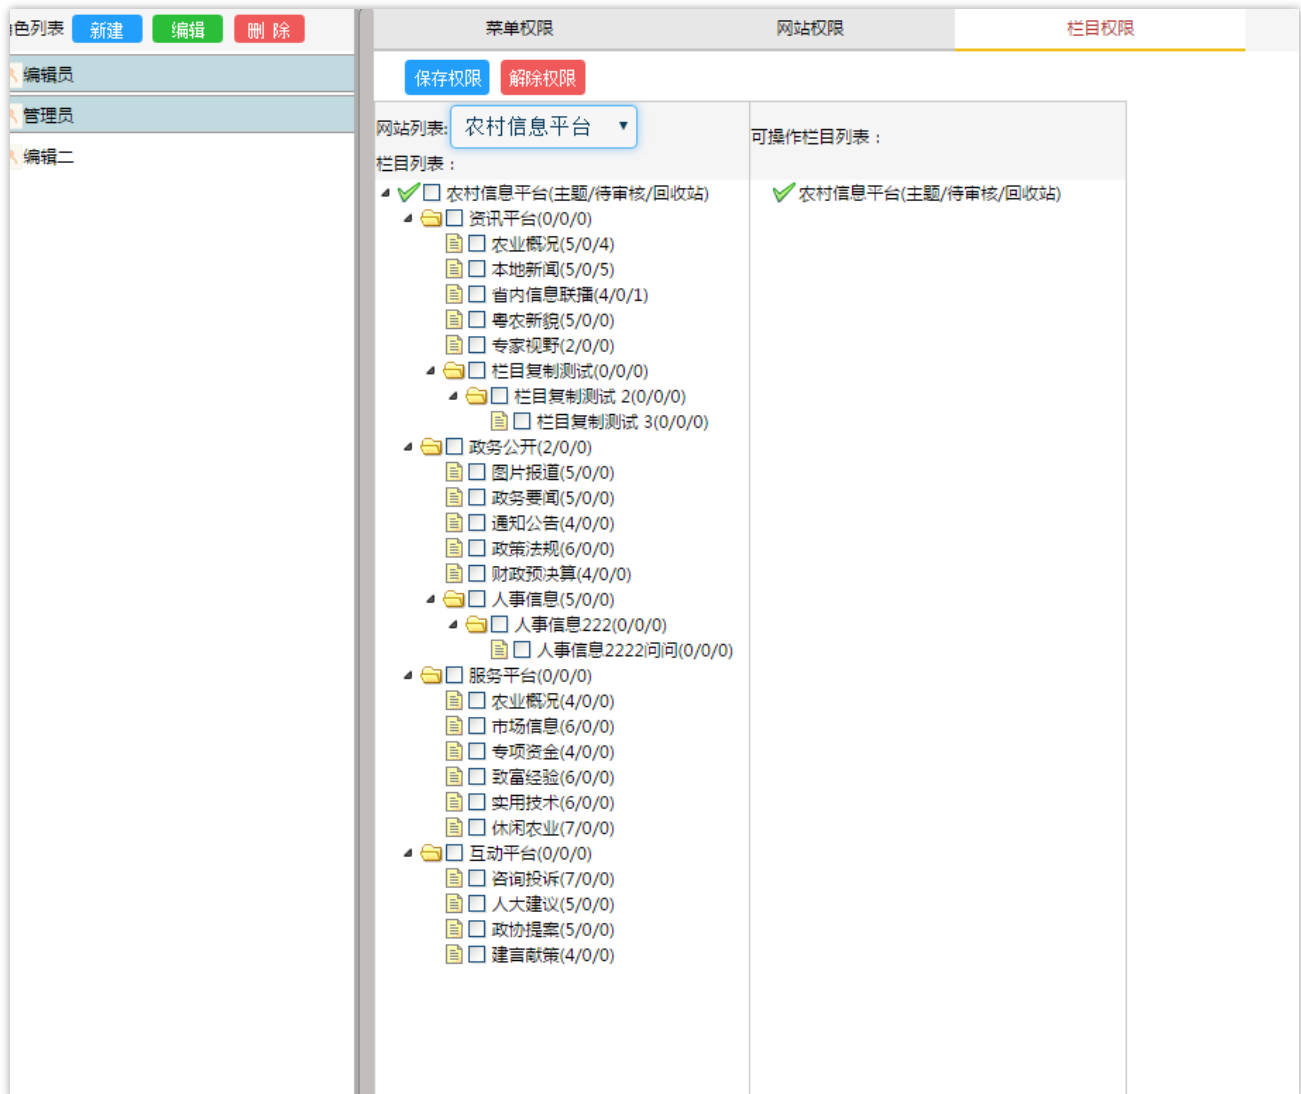 色列表 新建 编辑 删 除
编辑员
管理员
编辑二
菜单权限 网站权限 栏目权限
保存权限 解除权限
网站列表: 农村信息平台
栏目列表：
农村信息平台(主题/待审核/回收站)
资讯平台(0/0/0)
农业概况(5/0/4)
本地新闻(5/0/5)
省内信息联播(4/0/1)
粤农新貌(5/0/0)
专家视野(2/0/0)
栏目复制测试(0/0/0)
栏目复制测试 2(0/0/0)
栏目复制测试 3(0/0/0)
政务公开(2/0/0)
图片报道(5/0/0)
政务要闻(5/0/0)
通知公告(4/0/0)
政策法规(6/0/0)
财政预决算(4/0/0)
人事信息(5/0/0)
人事信息222(0/0/0)
人事信息2222问问(0/0/0)
服务平台(0/0/0)
农业概况(4/0/0)
市场信息(6/0/0)
专项资金(4/0/0)
致富经验(6/0/0)
实用技术(6/0/0)
休闲农业(7/0/0)
互动平台(0/0/0)
咨询投诉(7/0/0)
人大建议(5/0/0)
政协提案(5/0/0)
建言献策(4/0/0)
可操作栏目列表：
农村信息平台(主题/待审核/回收站)